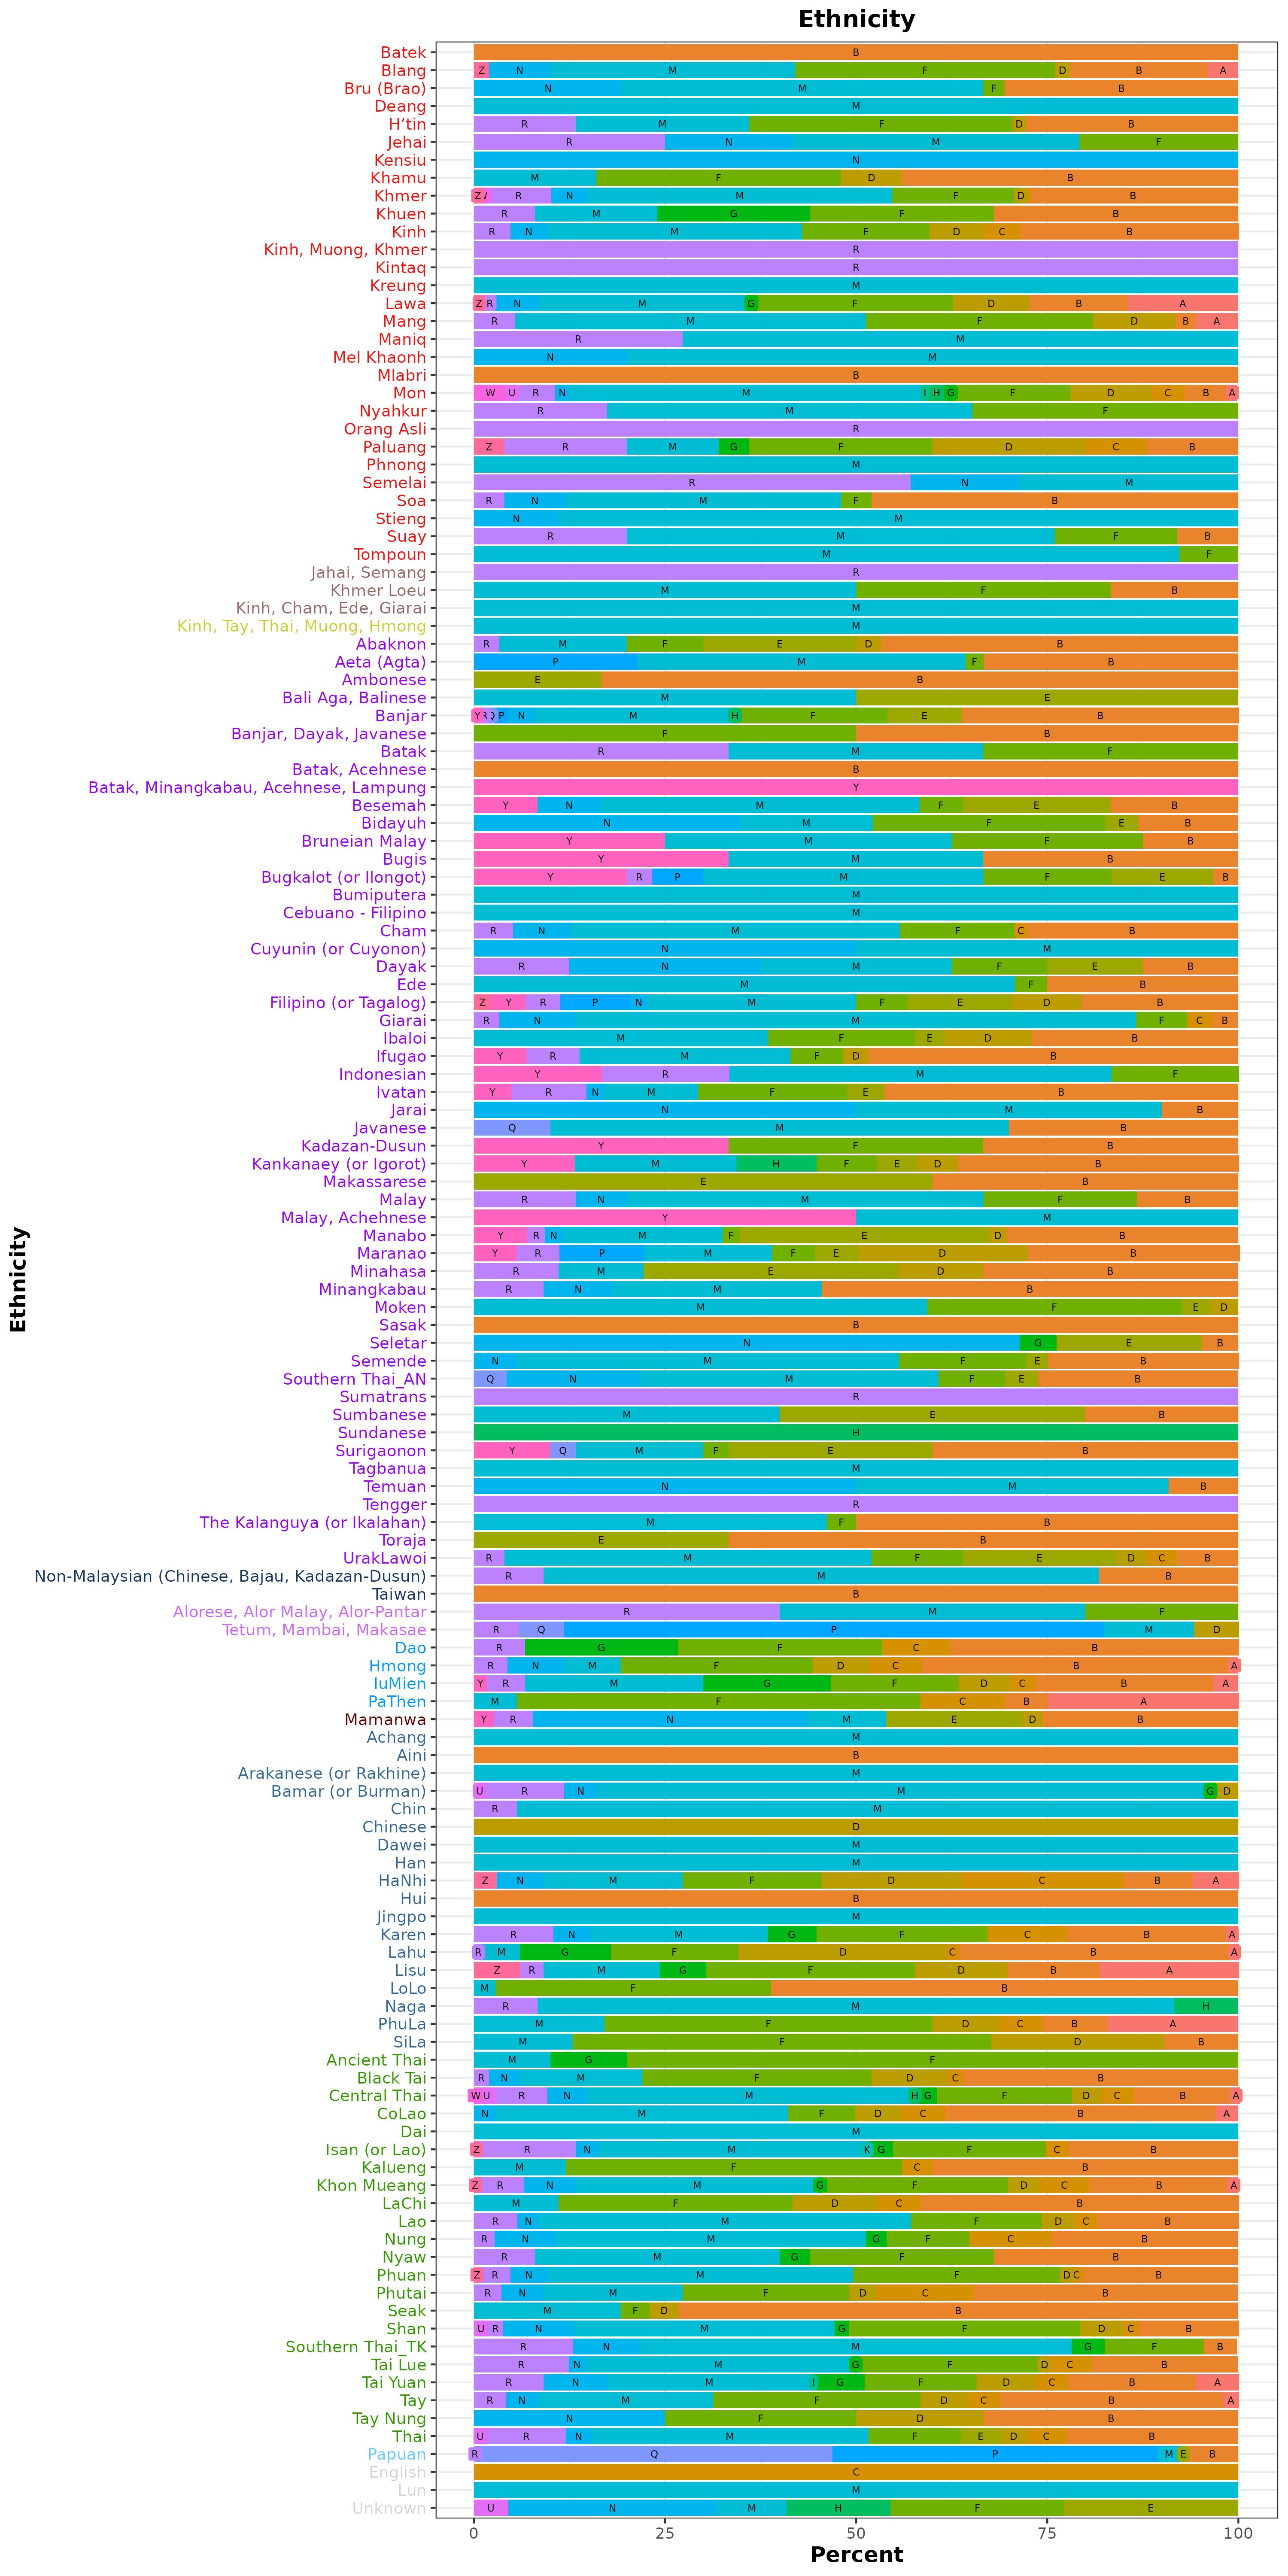 Ethnicity
Batek B
Blang Z N M F D B A
Bru (Brao) N M F B
Deang M
H’tin R M F D B
Jehai R N M F
Kensiu N
Khamu M F D B
Khmer Z R N M F D B
Khuen R M G F B
Kinh R N M F D C B
Kinh, Muong, Khmer R
Kintaq R
Kreung M
Lawa Z R N M G F D B A
Mang R M F D B A
Maniq R M
Mel Khaonh N M
Mlabri B
Mon W U R N M I H G F D C B A
Nyahkur R M F
Orang Asli R
Paluang Z R M G F D C B
Phnong M
Semelai R N M
Soa R N M F B
Stieng N M
Suay R M F B
Tompoun M F
Jahai, Semang R
Khmer Loeu M F B
Kinh, Cham, Ede, Giarai M
Kinh, Tay, Thai, Muong, Hmong M
Abaknon R M F E D B
Aeta (Agta) P M F B
Ambonese E B
Bali Aga, Balinese M E
Banjar Y R Q P N M H F E B
Banjar, Dayak, Javanese F B
Batak R M F
Batak, Acehnese B
Batak, Minangkabau, Acehnese, Lampung Y
Besemah Y N M F E B
Bidayuh N M F E B
Bruneian Malay Y M F B
Bugis Y M B
Bugkalot (or Ilongot) Y R P M F E B
Bumiputera M
Cebuano - Filipino M
Cham R N M F C B
Cuyunin (or Cuyonon) N M
Dayak R N M F E B
Ede M F B
Filipino (or Tagalog) Z Y R P N M F E D B
Giarai R N M F C B
Ibaloi M F E D B
Ifugao Y R M F D B
Indonesian Y R M F
Ivatan Y R N M F E B
Jarai N M B
Javanese Q M B
Kadazan-Dusun Y F B
Kankanaey (or Igorot) Y M H F E D B
Makassarese E B
Malay R N M F B
Malay, Achehnese Y M
Manabo Y R N M F E D B
Maranao Y R P M F E D B
Minahasa R M E D B
Minangkabau R N M B
Moken M F E D
Sasak B
Seletar N G E B
Semende N M F E B
Southern Thai_AN Q N M F E B
Sumatrans R
Sumbanese M E B
Sundanese H
Surigaonon Y Q M F E B
Tagbanua M
Temuan N M B
Tengger R
The Kalanguya (or Ikalahan) M F B
Toraja E B
UrakLawoi R M F E D C B
Non-Malaysian (Chinese, Bajau, Kadazan-Dusun) R M B
Taiwan B
Alorese, Alor Malay, Alor-Pantar R M F
Tetum, Mambai, Makasae R Q P M D
Dao R G F C B
Hmong R N M F D C B A
IuMien Y R M G F D C B A
PaThen M F C B A
Mamanwa Y R N M E D B
Achang M
Aini B
Arakanese (or Rakhine) M
Bamar (or Burman) U R N M G D
Chin R M
Chinese D
Dawei M
Han M
HaNhi Z N M F D C B A
Hui B
Jingpo M
Karen R N M G F C B A
Lahu R M G F D C B A
Lisu Z R M G F D B A
LoLo M F B
Naga R M H
PhuLa M F D C B A
SiLa M F D B
Ancient Thai M G F
Black Tai R N M F D C B
Central Thai W U R N M H G F D C B A
CoLao N M F D C B A
Dai M
Isan (or Lao) Z R N M K G F C B
Kalueng M F C B
Khon Mueang Z R N M G F D C B A
LaChi M F D C B
Lao R N M F D C B
Nung R N M G F C B
Nyaw R M G F B
Phuan Z R N M F D C B
Phutai R N M F D C B
Seak M F D B
Shan U R N M G F D C B
Southern Thai_TK R N M G F B
Tai Lue R N M G F D C B
Tai Yuan R N M I G F D C B A
Tay R N M F D C B A
Tay Nung N F D B
Thai U R N M F E D C B
Papuan R Q P M E B
English C
Lun M
Unknown U N M H F E
0 25 50 75 100
Percent
Ethnicity